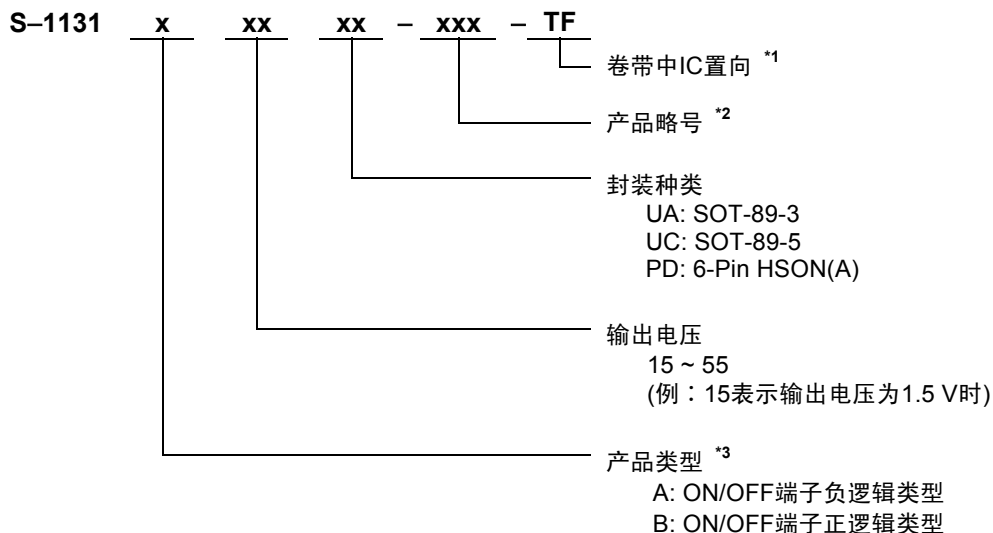 S–1131 x xx xx – xxx – TF
卷带中IC置向 *1
产品略号 *2
封装种类
UA: SOT-89-3
UC: SOT-89-5
PD: 6-Pin HSON(A)
输出电压
15 ~ 55
(例：15表示输出电压为1.5 V时)
产品类型 *3
A: ON/OFF端子负逻辑类型
B: ON/OFF端子正逻辑类型